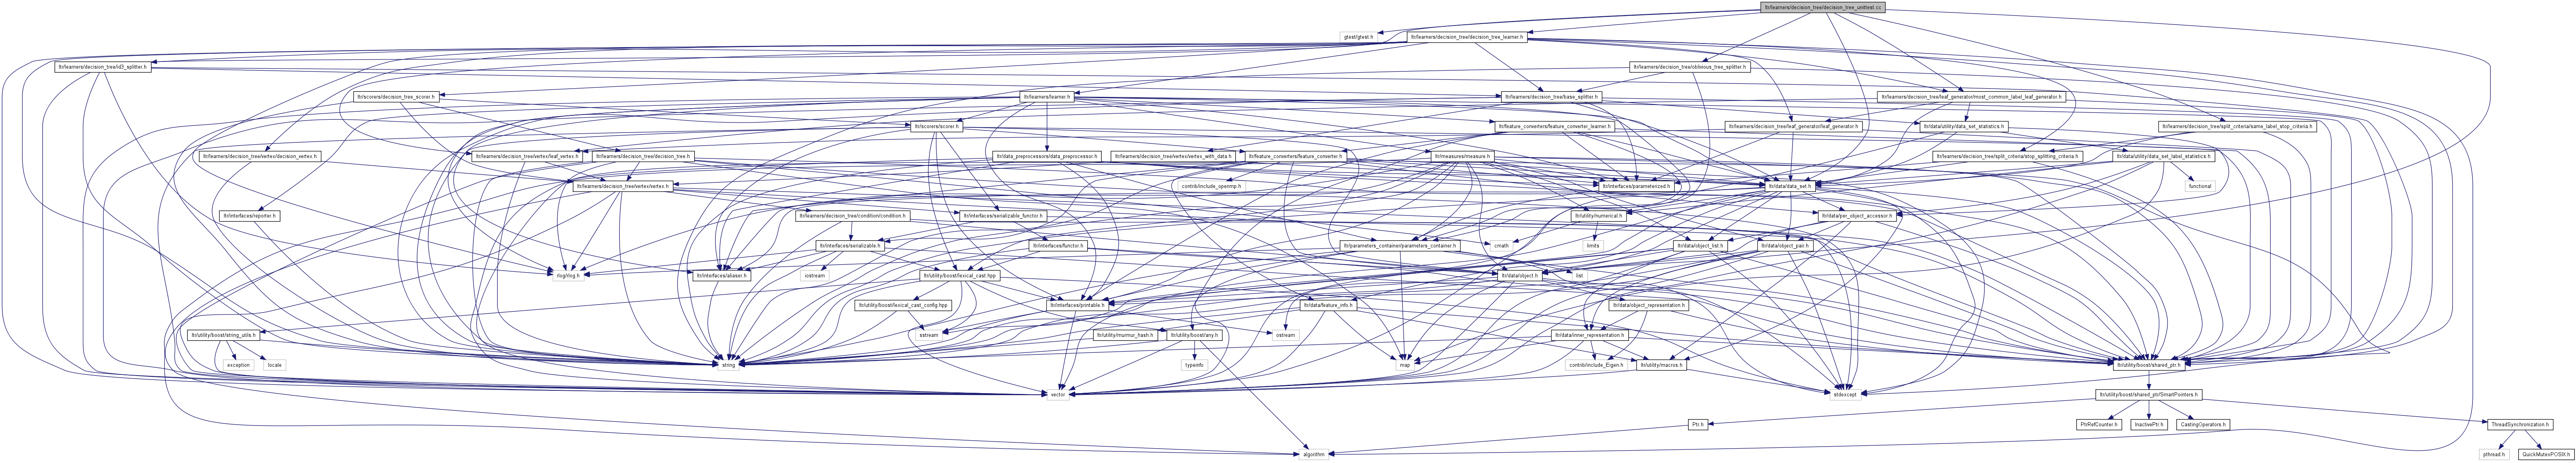 ltr/learners/decision_tree/decision_tree_unittest.cc
gtest/gtest.h
ltr/learners/decision_tree/decision_tree_learner.h
ltr/learners/decision_tree/id3_splitter.h
ltr/learners/decision_tree/oblivious_tree_splitter.h
ltr/scorers/decision_tree_scorer.h
ltr/learners/learner.h
ltr/learners/decision_tree/base_splitter.h
ltr/learners/decision_tree/leaf_generator/most_common_label_leaf_generator.h
ltr/scorers/scorer.h
ltr/feature_converters/feature_converter_learner.h
ltr/learners/decision_tree/leaf_generator/leaf_generator.h
ltr/data/utility/data_set_statistics.h
ltr/learners/decision_tree/split_criteria/same_label_stop_criteria.h
ltr/learners/decision_tree/vertex/decision_vertex.h
ltr/learners/decision_tree/vertex/leaf_vertex.h
ltr/learners/decision_tree/decision_tree.h
ltr/data_preprocessors/data_preprocessor.h
ltr/learners/decision_tree/vertex/vertex_with_data.h
ltr/feature_converters/feature_converter.h
ltr/measures/measure.h
ltr/learners/decision_tree/split_criteria/stop_splitting_criteria.h
ltr/data/utility/data_set_label_statistics.h
ltr/learners/decision_tree/vertex/vertex.h
contrib/include_openmp.h
ltr/interfaces/parameterized.h
ltr/data/data_set.h
functional
ltr/interfaces/reporter.h
ltr/learners/decision_tree/condition/condition.h
ltr/interfaces/serializable_functor.h
ltr/utility/numerical.h
ltr/data/per_object_accessor.h
ltr/interfaces/serializable.h
ltr/interfaces/functor.h
ltr/parameters_container/parameters_container.h
cmath
limits
ltr/data/object_list.h
ltr/data/object_pair.h
rlog/rlog.h
ltr/interfaces/aliaser.h
iostream
ltr/utility/boost/lexical_cast.hpp
ltr/data/object.h
list
ltr/utility/boost/lexical_cast_config.hpp
ltr/interfaces/printable.h
ltr/data/feature_info.h
ltr/data/object_representation.h
ltr/utility/boost/string_utils.h
sstream
ltr/utility/murmur_hash.h
ltr/utility/boost/any.h
ostream
ltr/data/inner_representation.h
exception
locale
string
typeinfo
map
contrib/include_Eigen.h
ltr/utility/macros.h
ltr/utility/boost/shared_ptr.h
vector
stdexcept
ltr/utility/boost/shared_ptr/SmartPointers.h
Ptr.h
PtrRefCounter.h
InactivePtr.h
CastingOperators.h
ThreadSynchronization.h
algorithm
pthread.h
QuickMutexPOSIX.h